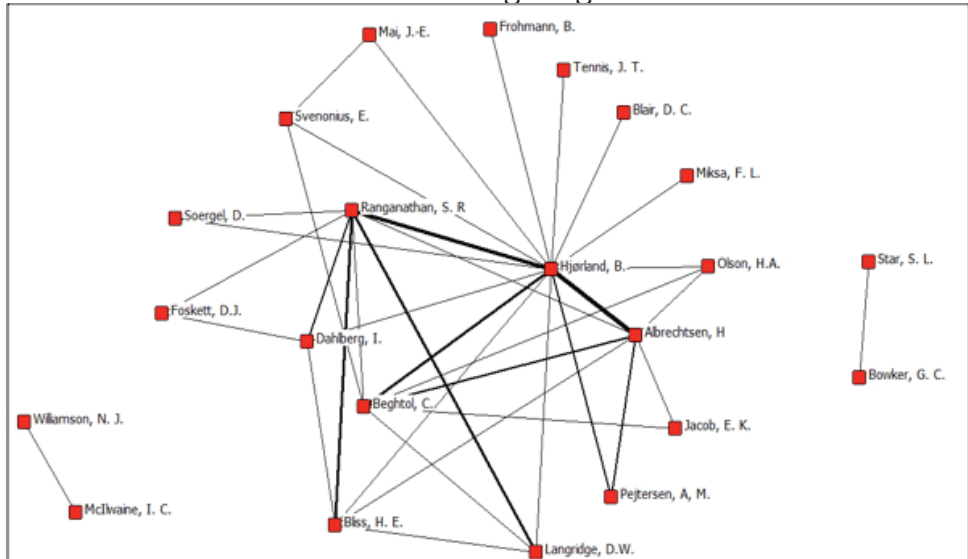 Mai, J.-E.
Frohmann, B.
Tennis, J. T.
Blair, D. C.
Svenonius, E.
Miksa, F. L.
Ranganathan, S. R
Soergel, D.
Hjørland, B.
Olson, H.A.
Star, S. L.
Foskett, D.J.
Dahlberg, I.
Albrechtsen, H
Bowker, G. C.
Beghtol, C.
Williamson, N. J.
Jacob, E. K.
Pejtersen, A, M.
McIlwaine, I. C.
Bliss, H. E.
Langridge, D.W.